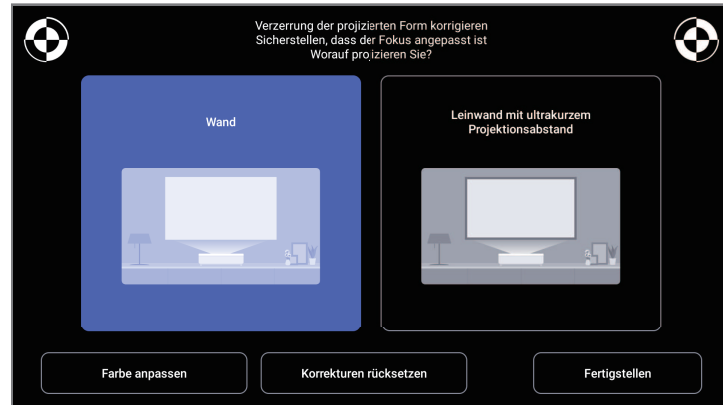 Verzerrung der projizierten Form korrigieren
Sicherstellen, dass der Fokus angepasst ist
Worauf projizieren Sie?
Wand
Leinwand mit ultrakurzem
Projektionsabstand
Farbe anpassen
Korrekturen rücksetzen
Fertigstellen